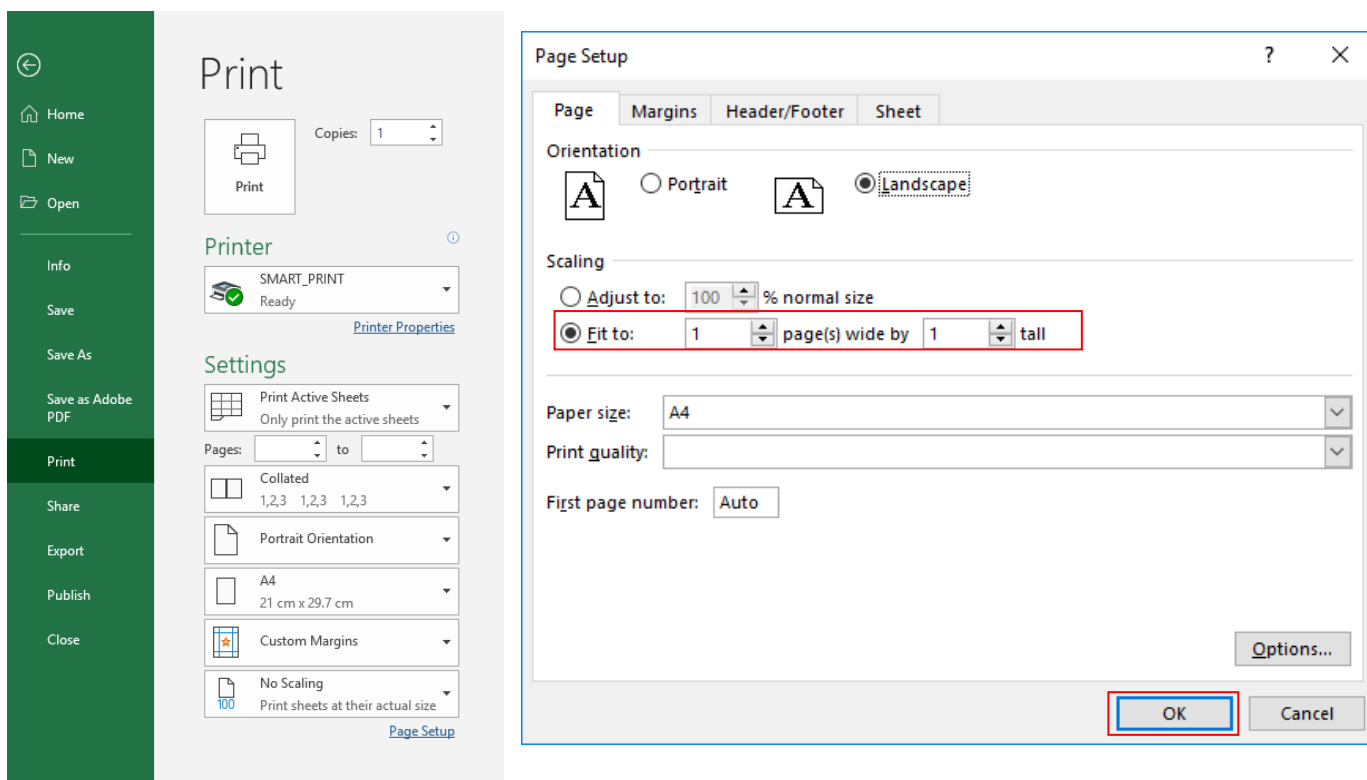 Home
New
Open
Info
Save
Save As
Save as Adobe
PDF
Print
Share
Export
Publish
Close
Print
Copies: 1
Print
Printer
SMART_PRINT
Ready
Printer Properties
Settings
Print Active Sheets
Only print the active sheets
Pages: to
Collated
1,2,3 1,2,3 1,2,3
Portrait Orientation
A4
21 cm x 29.7 cm
Custom Margins
No Scaling
100 Print sheets at their actual size
Page Setup
Page Setup ?
Page Margins Header/Footer Sheet
Orientation
A Portrait A Landscape
Scaling
Adjust to: 100 % normal size
Fit to: 1 page(s) wide by 1 tall
Paper size: A4
Print quality:
First page number: Auto
Options...
OK Cancel